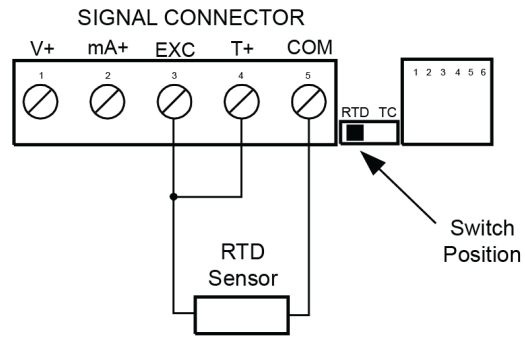 SIGNAL CONNECTOR
V+ mA+ EXC T+ COM
1 2 3 4 5
1 2 3 4 5 6
RTD TC
Switch
Position
RTD
Sensor